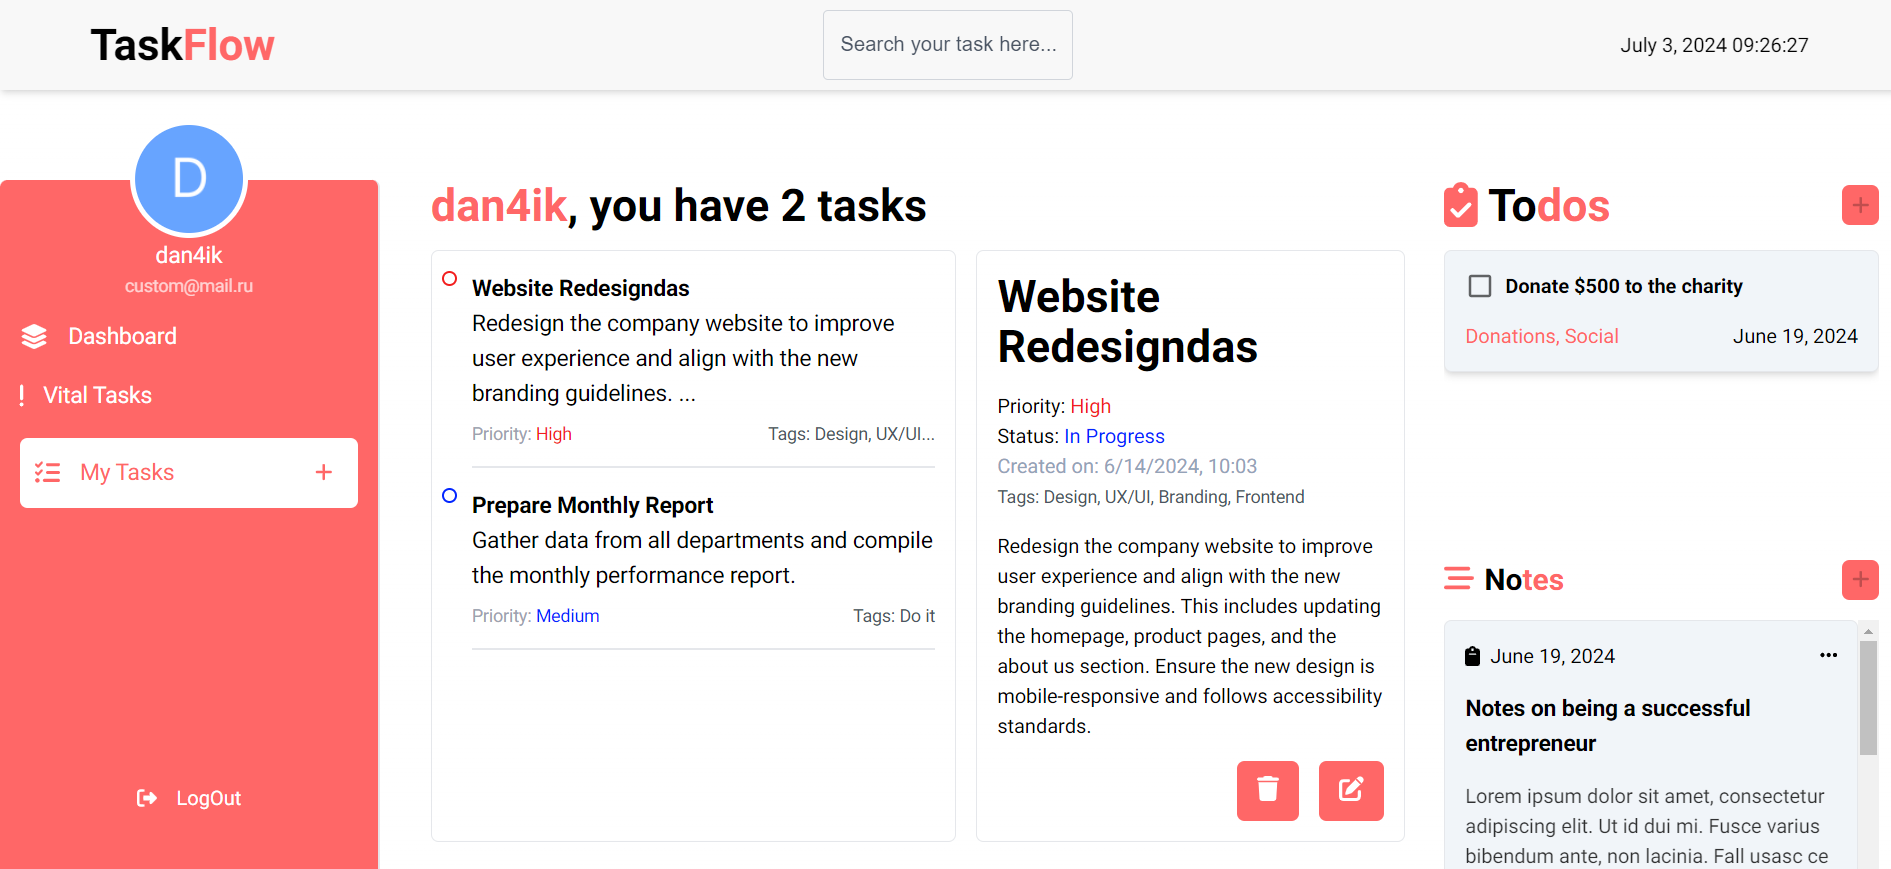 TaskFlow
Search your task here...
July 3, 2024 09:26:27
D
dan4ik
custom@mail.ru
Dashboard
Vital Tasks
My Tasks
LogOut
dan4ik, you have 2 tasks
Website Redesigndas
Redesign the company website to improve
user experience and align with the new
branding guidelines. ...
Priority: High
Tags: Design, UX/UI...
Prepare Monthly Report
Gather data from all departments and compile
the monthly performance report.
Priority: Medium
Tags: Do it
Website
Redesigndas
Priority: High
Status: In Progress
Created on: 6/14/2024, 10:03
Tags: Design, UX/UI, Branding, Frontend
Redesign the company website to improve
user experience and align with the new
branding guidelines. This includes updating
the homepage, product pages, and the
about us section. Ensure the new design is
mobile-responsive and follows accessibility
standards.
Todos
Donate $500 to the charity
Donations, Social
June 19, 2024
Notes
June 19, 2024
Notes on being a successful
entrepreneur
Lorem ipsum dolor sit amet, consectetur
adipiscing elit. Ut id dui mi. Fusce varius
bibendum ante, non lacinia. Fall usasc ce